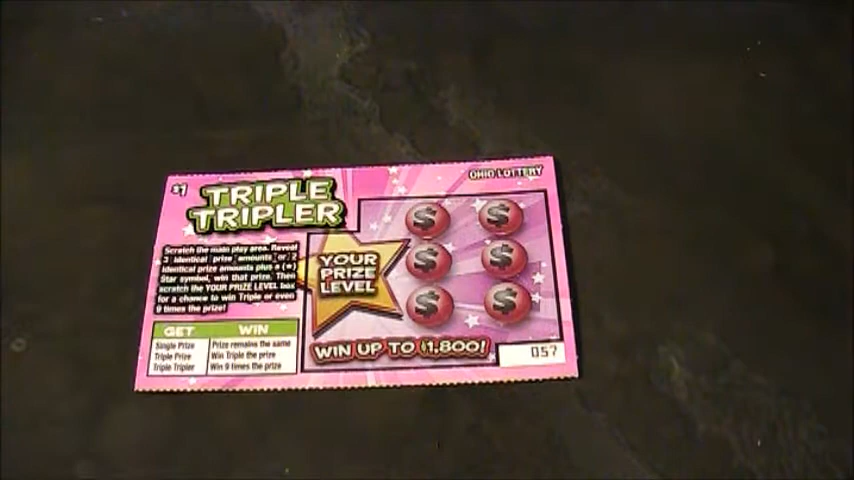 $1
OHIO LOTTERY
TRIPLE
TRIPLER
Scratch the main play area. Reveal
3 identical prize amounts or 2
identical prize amounts plus a (★)
Star symbol, win that prize. Then
scratch the YOUR PRIZE LEVEL box
for a chance to win Triple or even
9 times the prize!
YOUR
PRIZE
LEVEL
$ $
$ $
$ $
GET WIN
Single Prize Prize remains the same
Triple Prize Win Triple the prize
Triple Tripler Win 9 times the prize
WIN UP TO $1,800!
057